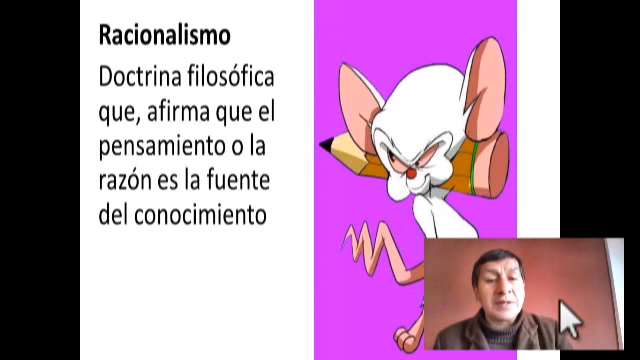 Racionalismo
Doctrina filosófica
que, afirma que el
pensamiento o la
razón es la fuente
del conocimiento